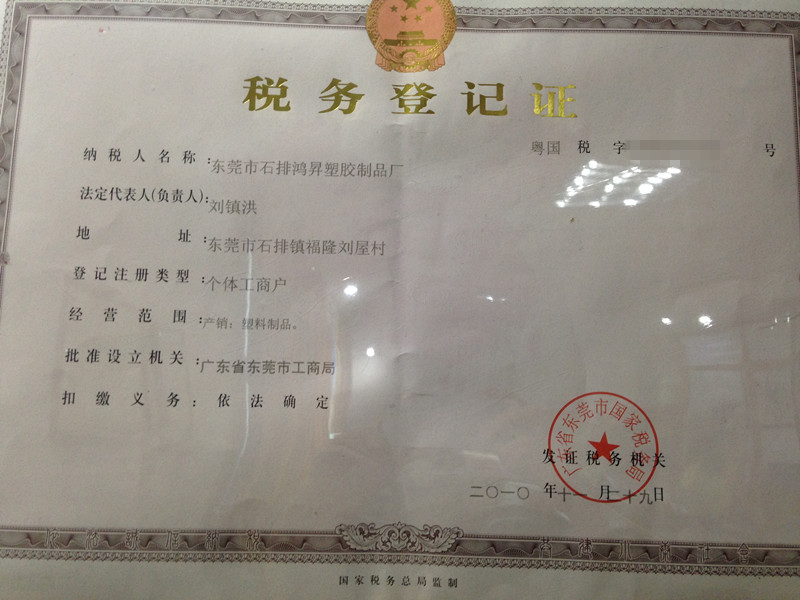 税务登记证
粤国 税 字 号
纳税人名称：东莞市石排鸿昇塑胶制品厂
法定代表人(负责人)：刘镇洪
地址：东莞市石排镇福隆刘屋村
登记注册类型：个体工商户
经营范围：产销：塑料制品。
批准设立机关：广东省东莞市工商局
扣缴义务：依法确定
广东省东莞市国家税务局
发证税务机关
二〇一〇 年十一月二十九日
国家税务总局监制